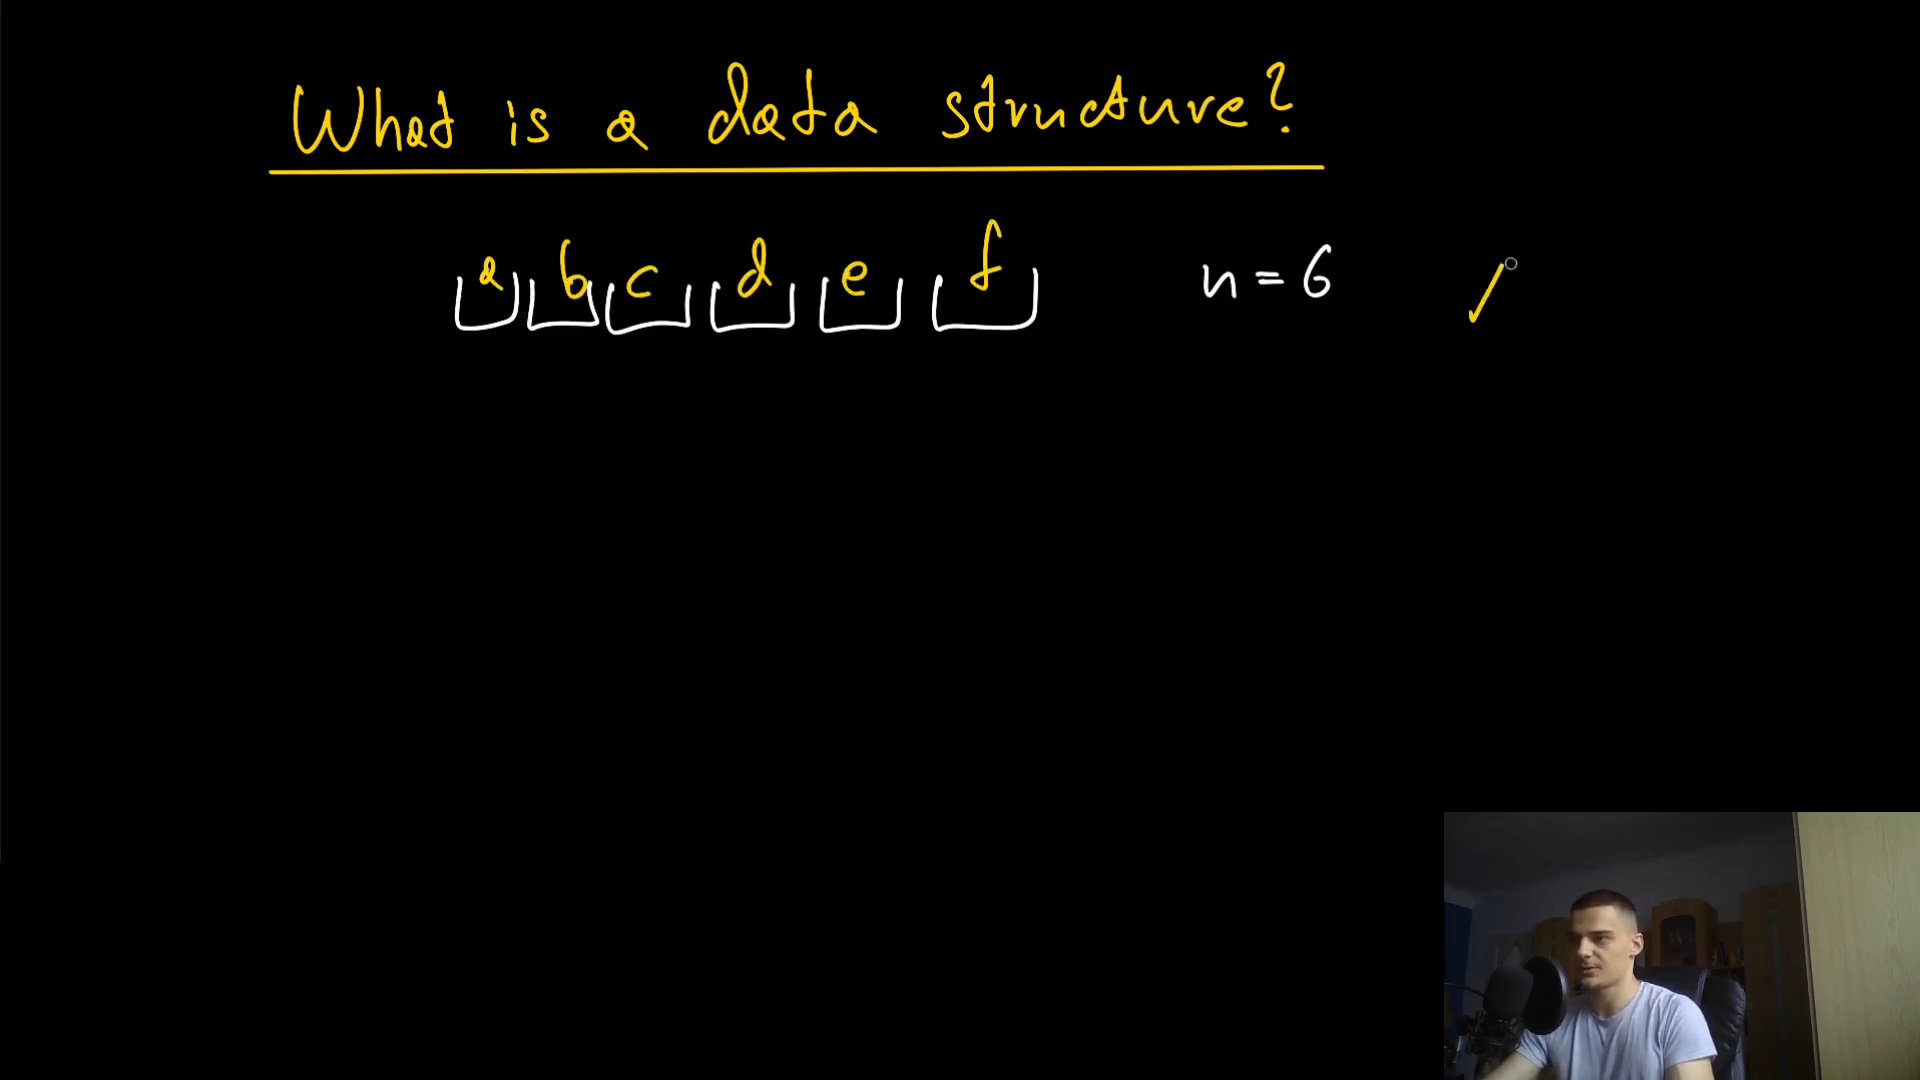 What is a data structure?
a b c d e f n = 6